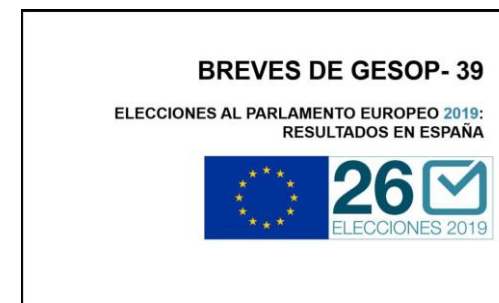 BREVES DE GESOP- 39
ELECCIONES AL PARLAMENTO EUROPEO 2019:
RESULTADOS EN ESPAÑA
26
ELECCIONES 2019